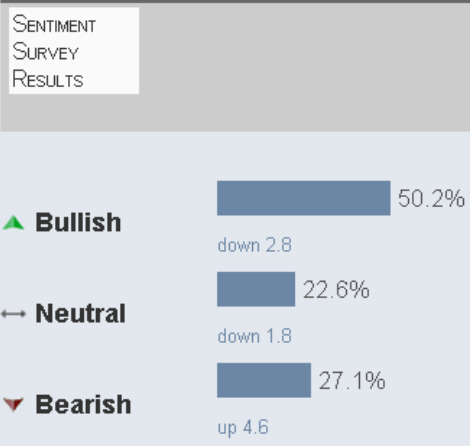 Sentiment
Survey
Results
50.2%
Bullish
down 2.8
22.6%
Neutral
down 1.8
27.1%
Bearish
up 4.6